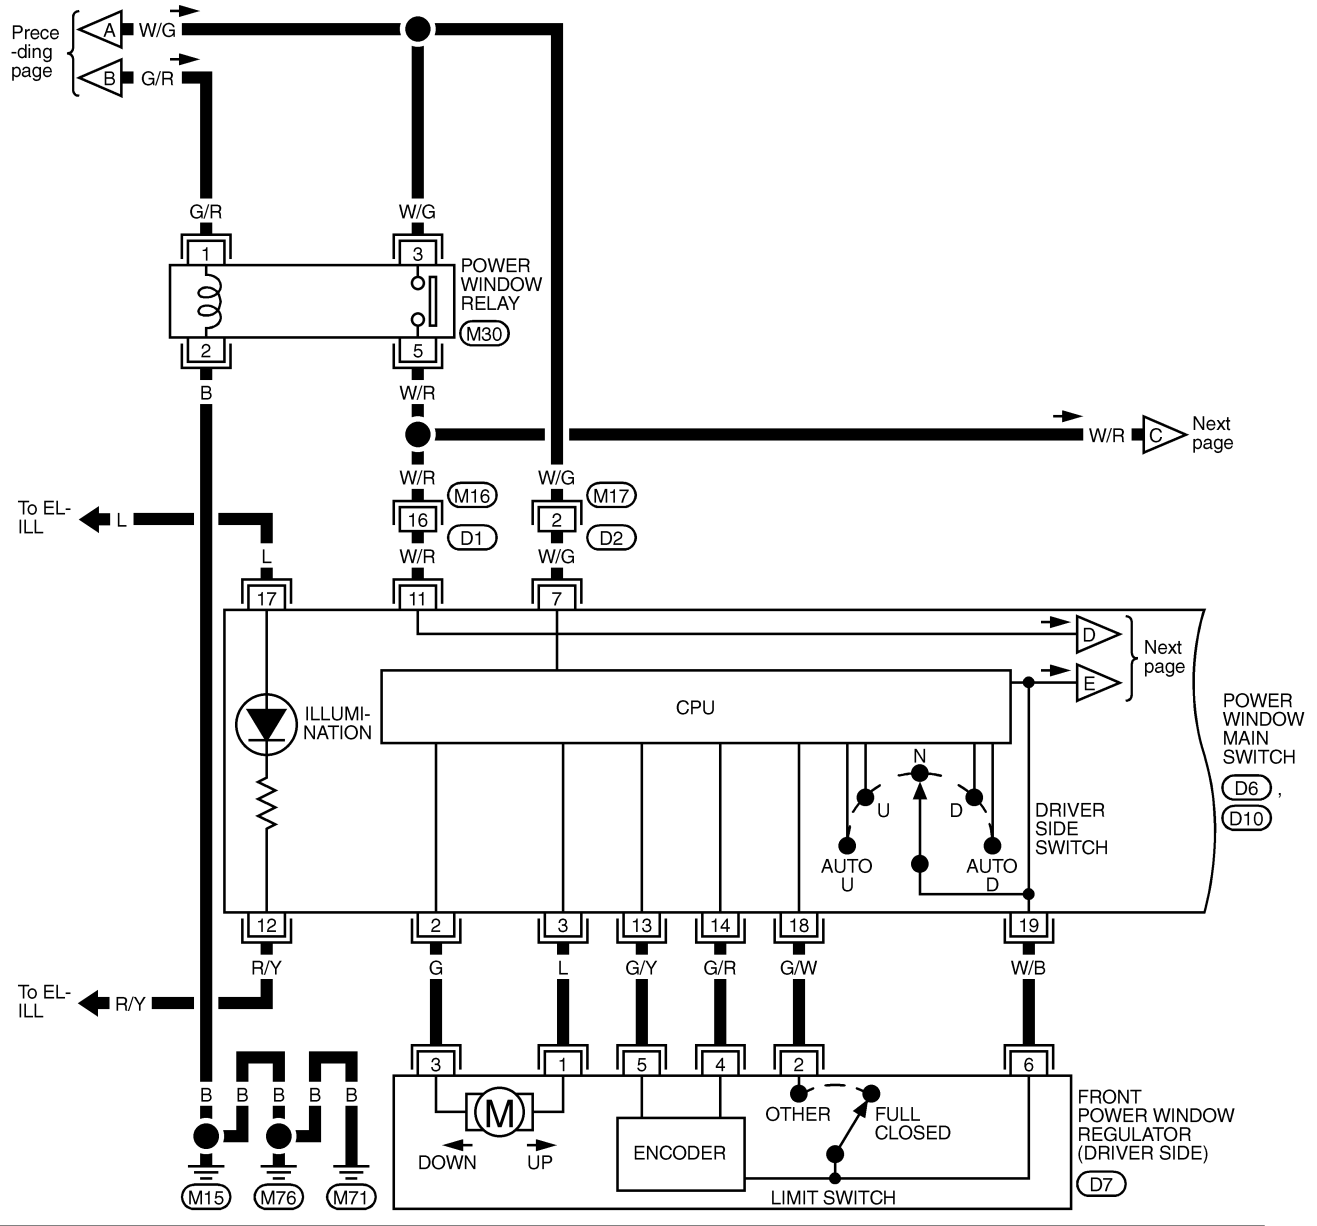 Prece
-ding
page
A W/G
B G/R
G/R W/G
1 3
POWER
WINDOW
RELAY
M30
2 5
B W/R
W/R C
Next
page
W/R W/G
M16 M17
16 2
D1 D2
To EL-
ILL
L
L W/R W/G
17 11 7
D
E
Next
page
CPU
ILLUMI-
NATION
POWER
WINDOW
MAIN
SWITCH
D6 ,
D10
N
U D
AUTO
U
AUTO
D
DRIVER
SIDE
SWITCH
12 2 3 13 14 18 19
R/Y G L G/Y G/R G/W W/B
To EL-
ILL
R/Y
3 1 5 4 2 6
B B B B B
M
DOWN UP
ENCODER
OTHER
FULL
CLOSED
LIMIT SWITCH
FRONT
POWER WINDOW
REGULATOR
(DRIVER SIDE)
D7
M15 M76 M71